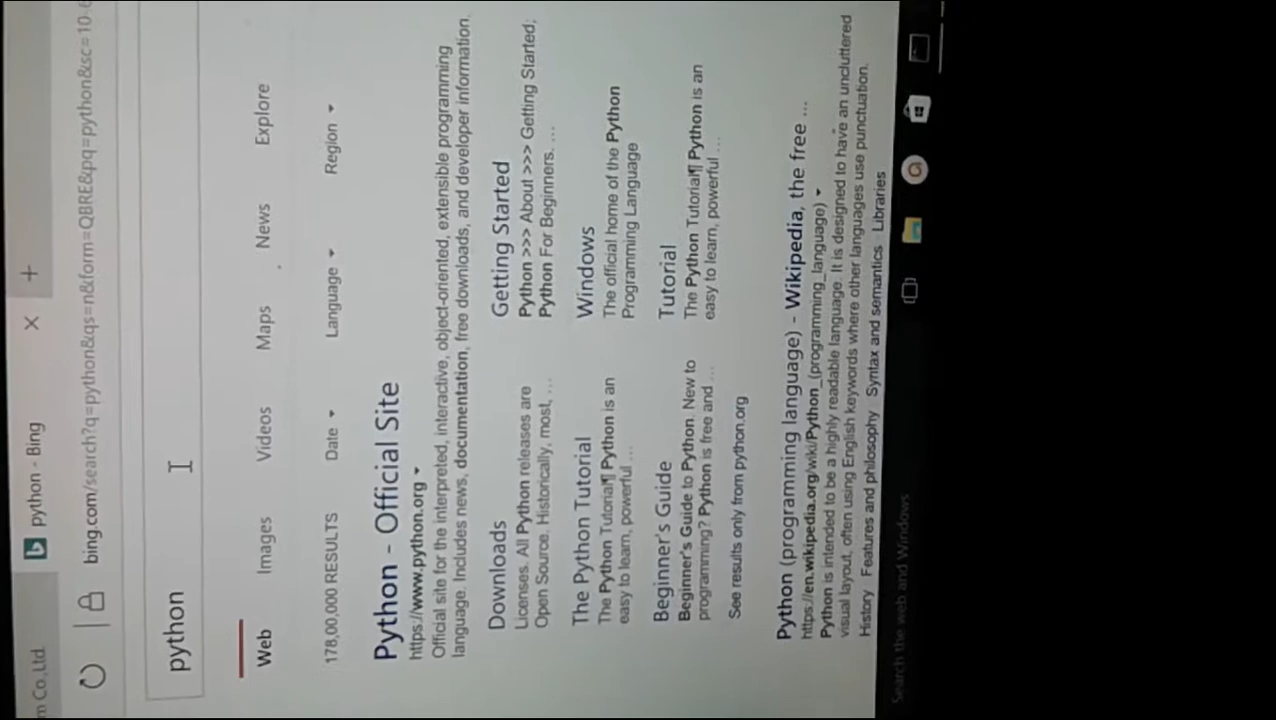 m Co.,Ltd.
python - Bing
bing.com/search?q=python&qs=n&form=QBRE&pq=python&sc=10-6
python
Web Images Videos Maps News Explore
178,00,000 RESULTS Date Language Region
Python - Official Site
https://www.python.org
Official site for the interpreted, interactive, object-oriented, extensible programming
language. Includes news, documentation, free downloads, and developer information.
Downloads
Licenses. All Python releases are
Open Source. Historically, most, ...
Getting Started
Python >>> About >>> Getting Started;
Python For Beginners. ...
The Python Tutorial
The Python Tutorial¶ Python is an
easy to learn, powerful ...
Windows
The official home of the Python
Programming Language
Beginner's Guide
Beginner's Guide to Python. New to
programming? Python is free and ...
Tutorial
The Python Tutorial¶ Python is an
easy to learn, powerful ...
See results only from python.org
Python (programming language) - Wikipedia, the free ...
https://en.wikipedia.org/wiki/Python_(programming_language)
Python is intended to be a highly readable language. It is designed to have an uncluttered
visual layout, often using English keywords where other languages use punctuation.
History Features and philosophy Syntax and semantics Libraries
Search the web and Windows